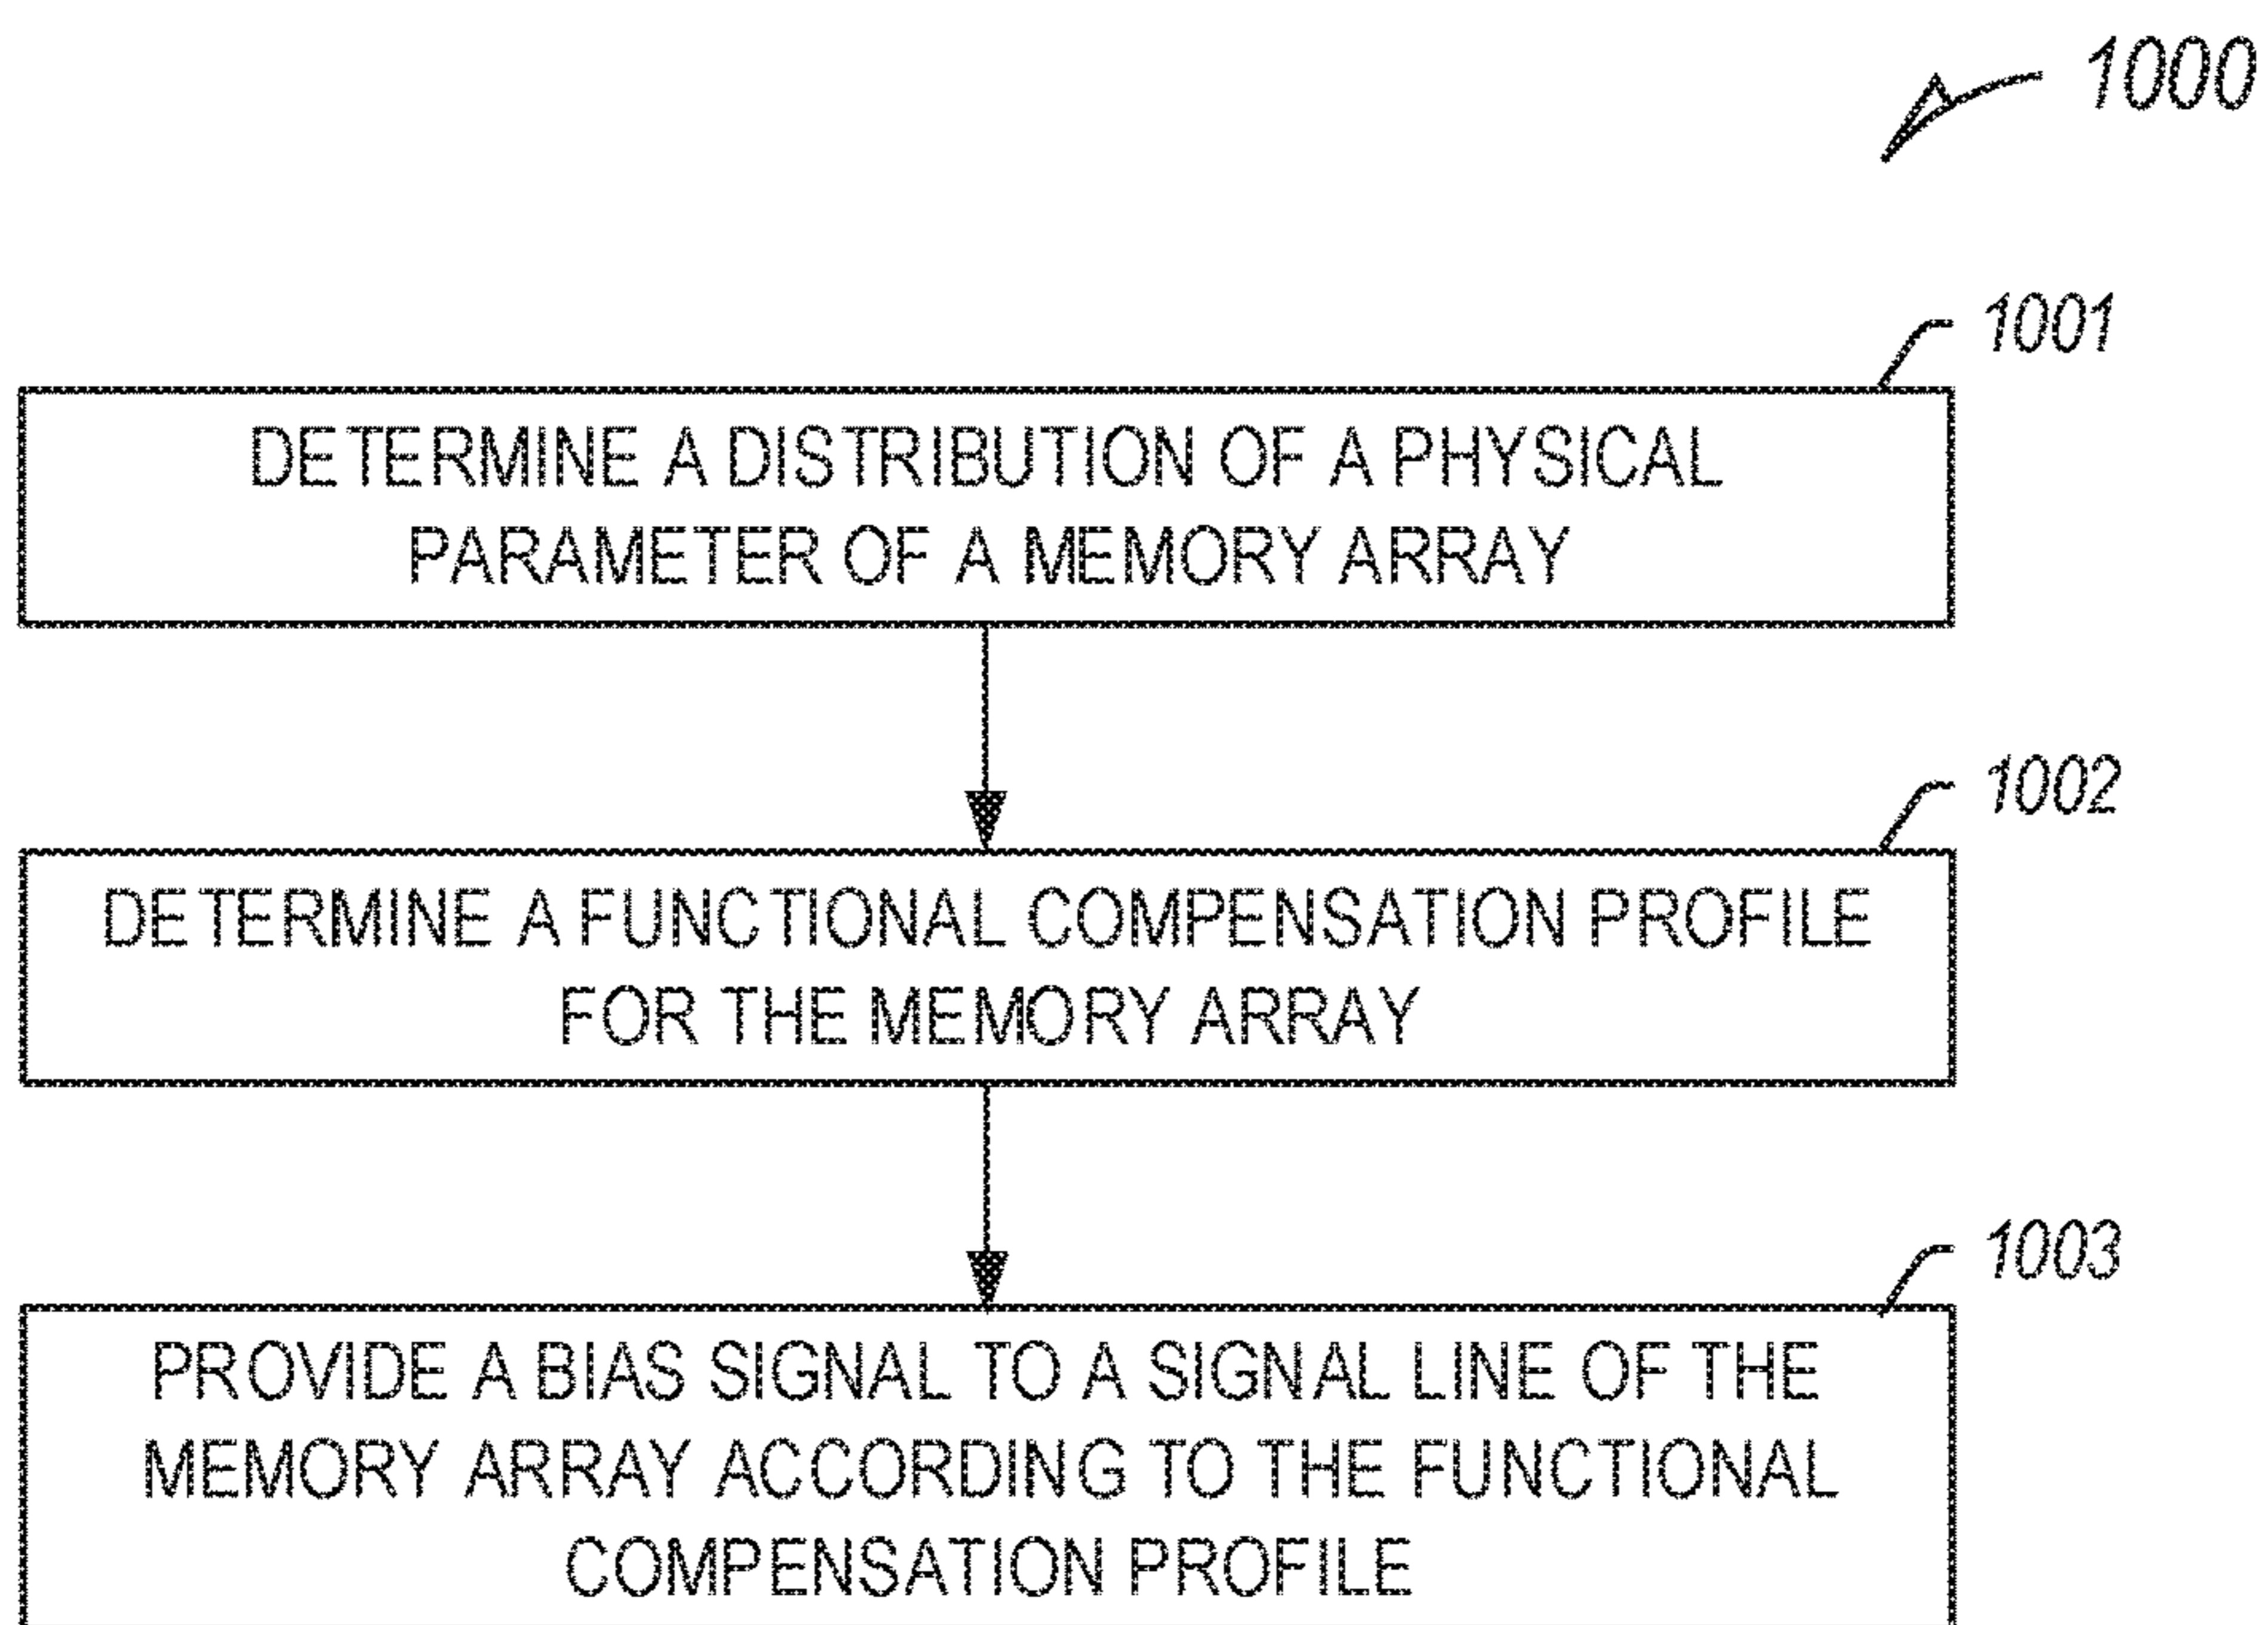 1000
1001
DETERMINE A DISTRIBUTION OF A PHYSICAL
PARAMETER OF A MEMORY ARRAY
1002
DETERMINE A FUNCTIONAL COMPENSATION PROFILE
FOR THE MEMORY ARRAY
1003
PROVIDE A BIAS SIGNAL TO A SIGNAL LINE OF THE
MEMORY ARRAY ACCORDING TO THE FUNCTIONAL
COMPENSATION PROFILE